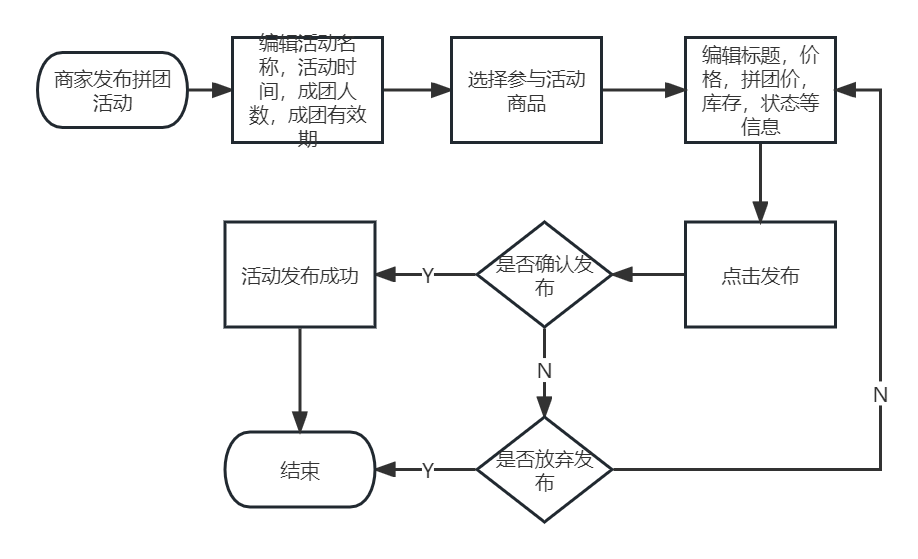 商家发布拼团
活动
编辑活动名
称，活动时
间，成团人
数，成团有效
期
选择参与活动
商品
编辑标题，价
格，拼团价，
库存，状态等
信息
点击发布
是否确认发
布
Y
活动发布成功
N
是否放弃发
布
Y
结束
N